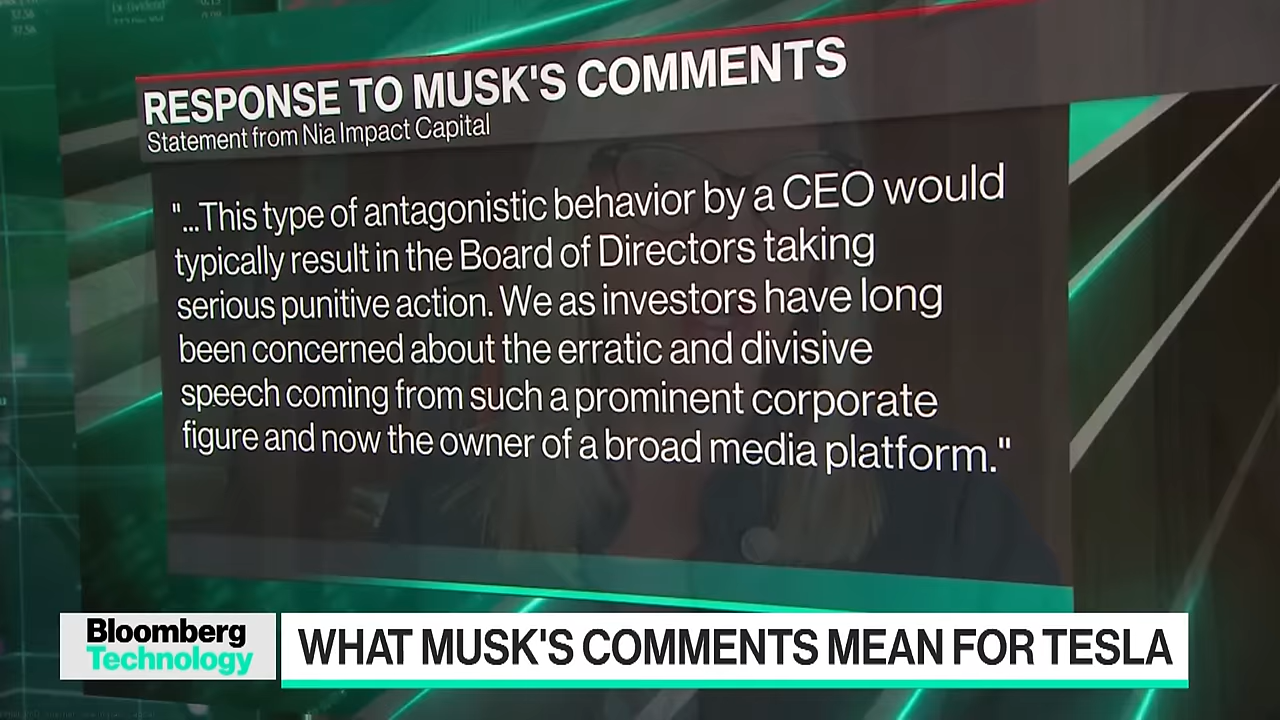 RESPONSE TO MUSK'S COMMENTS
Statement from Nia Impact Capital
"...This type of antagonistic behavior by a CEO would
typically result in the Board of Directors taking
serious punitive action. We as investors have long
been concerned about the erratic and divisive
speech coming from such a prominent corporate
figure and now the owner of a broad media platform."
Bloomberg
Technology
WHAT MUSK'S COMMENTS MEAN FOR TESLA